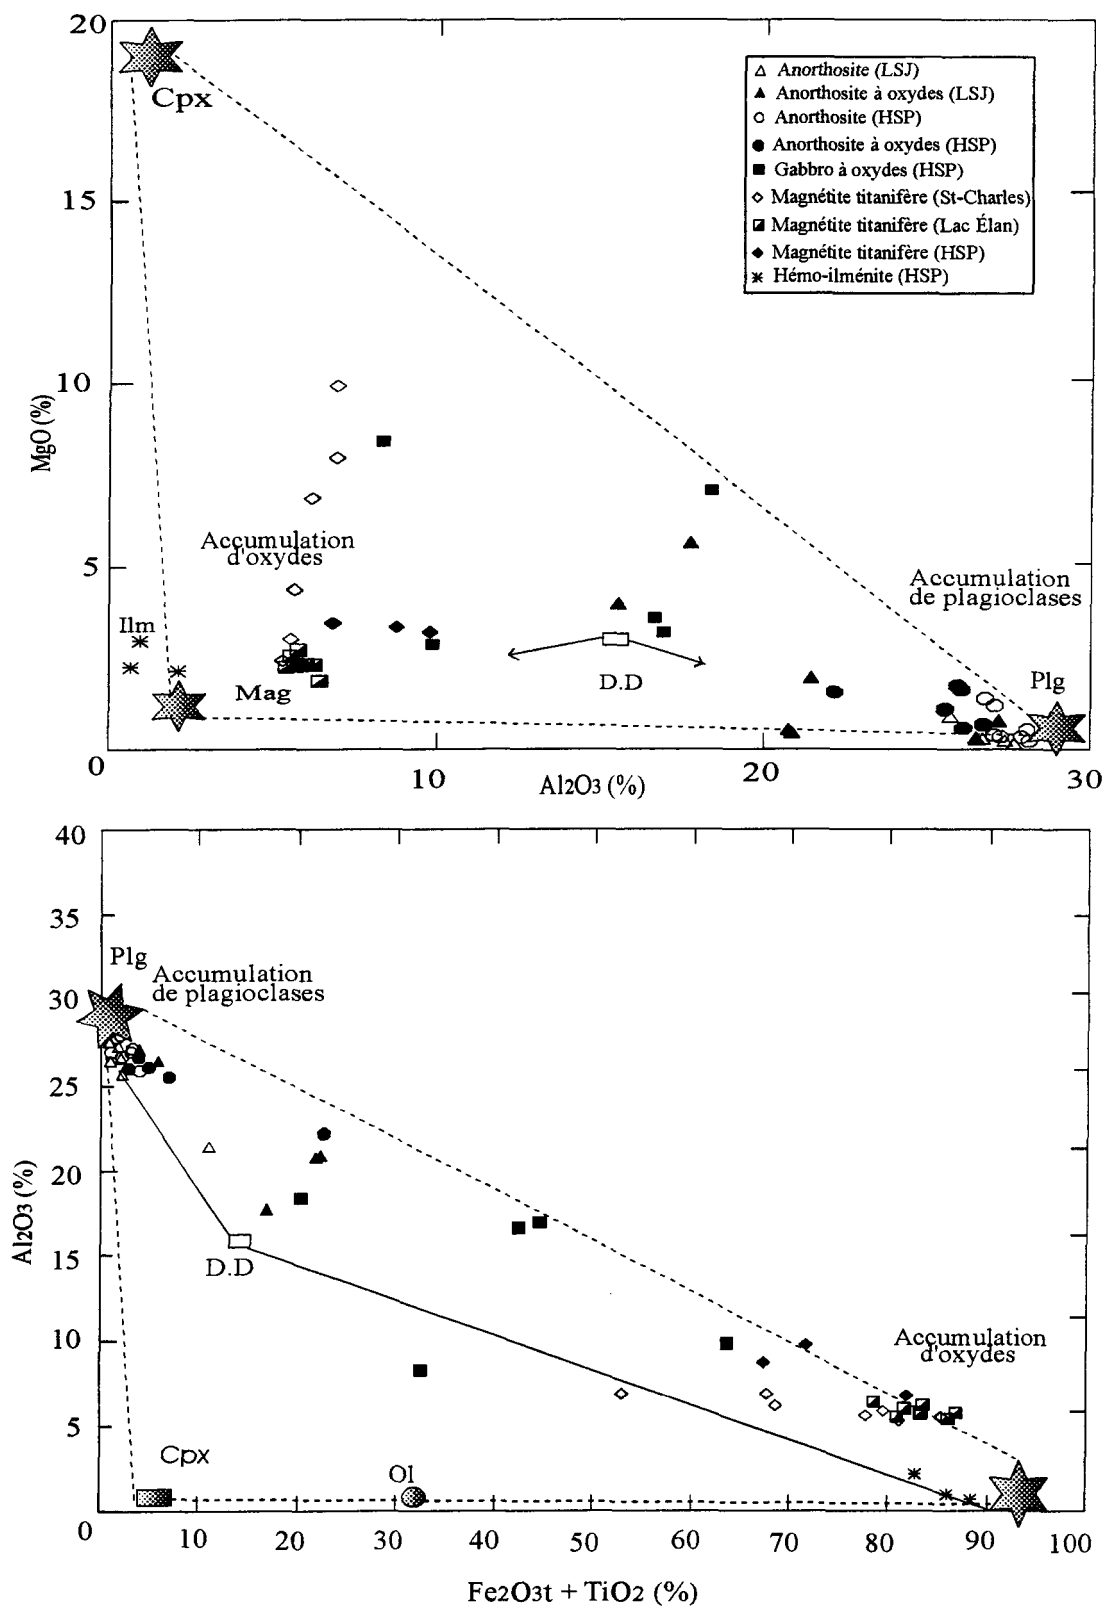 20
Cpx
Anorthosite (LSJ)
Anorthosite à oxydes (LSJ)
Anorthosite (HSP)
Anorthosite à oxydes (HSP)
Gabbro à oxydes (HSP)
Magnétite titanifère (St-Charles)
Magnétite titanifère (Lac Élan)
Magnétite titanifère (HSP)
Hémo-ilménite (HSP)
15
10
MgO (%)
Accumulation
d'oxydes
5
Accumulation
de plagioclases
Ilm
Mag
D.D
Plg
0
10
20
30
Al2O3 (%)
40
35
Plg
Accumulation
de plagioclases
30
25
20
Al2O3 (%)
15
D.D
10
Accumulation
d'oxydes
5
Cpx
Ol
0
10
20
30
40
50
60
70
80
90
100
Fe2O3t + TiO2 (%)